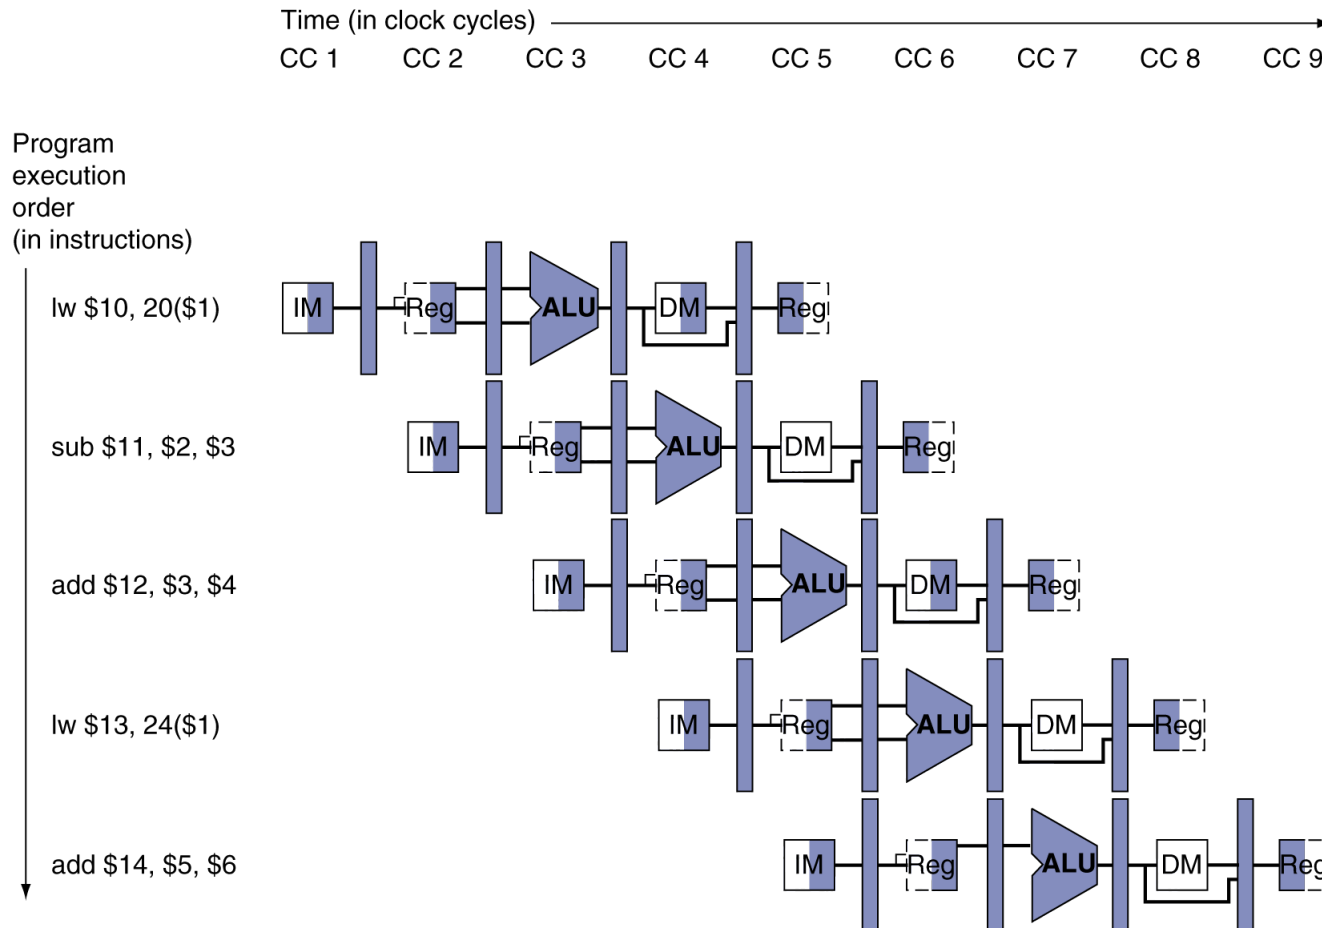 Time (in clock cycles)
CC 1 CC 2 CC 3 CC 4 CC 5 CC 6 CC 7 CC 8 CC 9
Program
execution
order
(in instructions)
lw $10, 20($1) IM Reg ALU DM Reg
sub $11, $2, $3 IM Reg ALU DM Reg
add $12, $3, $4 IM Reg ALU DM Reg
lw $13, 24($1) IM Reg ALU DM Reg
add $14, $5, $6 IM Reg ALU DM Reg